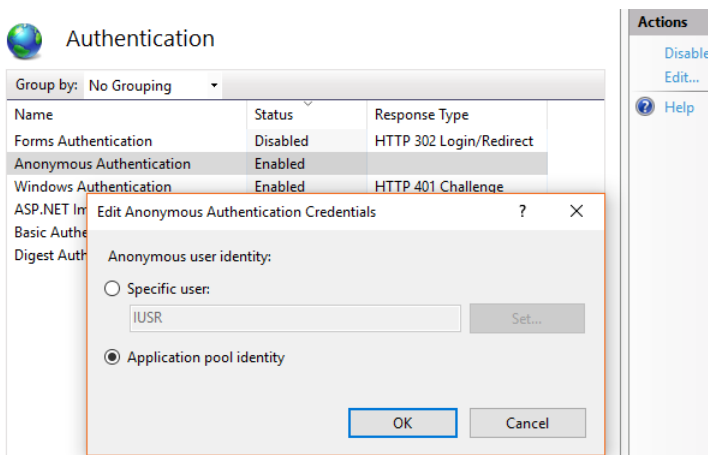 Authentication
Group by: No Grouping
Name Status Response Type
Forms Authentication Disabled HTTP 302 Login/Redirect
Anonymous Authentication Enabled
Windows Authentication Enabled HTTP 401 Challenge
ASP.NET Im
Basic Authe
Digest Auth
Edit Anonymous Authentication Credentials ? X
Anonymous user identity:
Specific user:
IUSR Set...
Application pool identity
OK Cancel
Actions
Disable
Edit...
Help